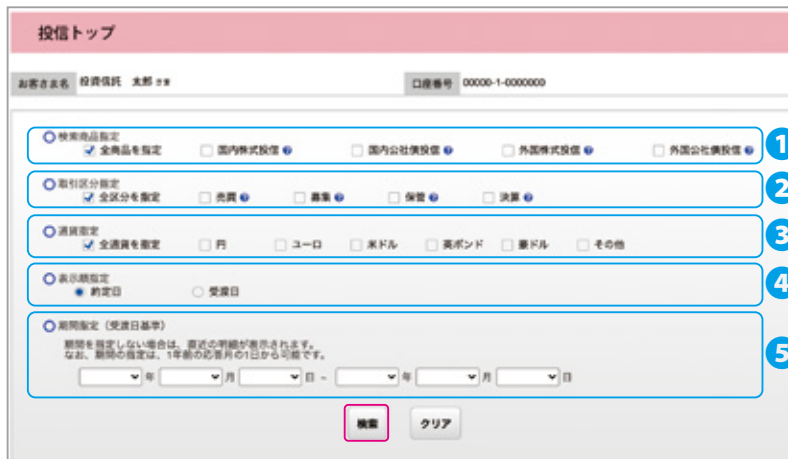 投信トップ
お客さま名 投資信託 太郎 さま 口座番号 00000-1-0000000
検索商品指定
全商品を指定 国内株式投信 ? 国内公社債投信 ? 外国株式投信 ? 外国公社債投信 ?
1
取引区分指定
全区分を指定 売買 ? 募集 ? 保管 ? 決算 ?
2
通貨指定
全通貨を指定 円 ユーロ 米ドル 英ポンド 豪ドル その他
3
表示順指定
約定日 受渡日
4
期間指定（受渡日基準）
期間を指定しない場合は、直近の明細が表示されます。
なお、期間の指定は、1年前の応答月の1日から可能です。
年 月 日 ~ 年 月 日
5
検索 クリア